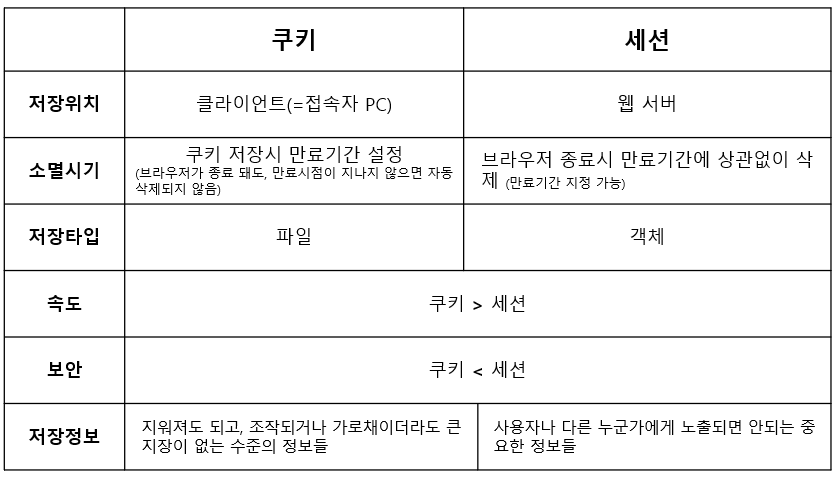 쿠키 세션
저장위치 클라이언트(=접속자 PC) 웹 서버
소멸시기
쿠키 저장시 만료기간 설정
(브라우저가 종료 돼도, 만료시점이 지나지 않으면 자동
삭제되지 않음)
브라우저 종료시 만료기간에 상관없이 삭
제 (만료기간 지정 가능)
저장타입 파일 객체
속도 쿠키 > 세션
보안 쿠키 < 세션
저장정보
지워져도 되고, 조작되거나 가로채이더라도 큰
지장이 없는 수준의 정보들
사용자나 다른 누군가에게 노출되면 안되는 중
요한 정보들